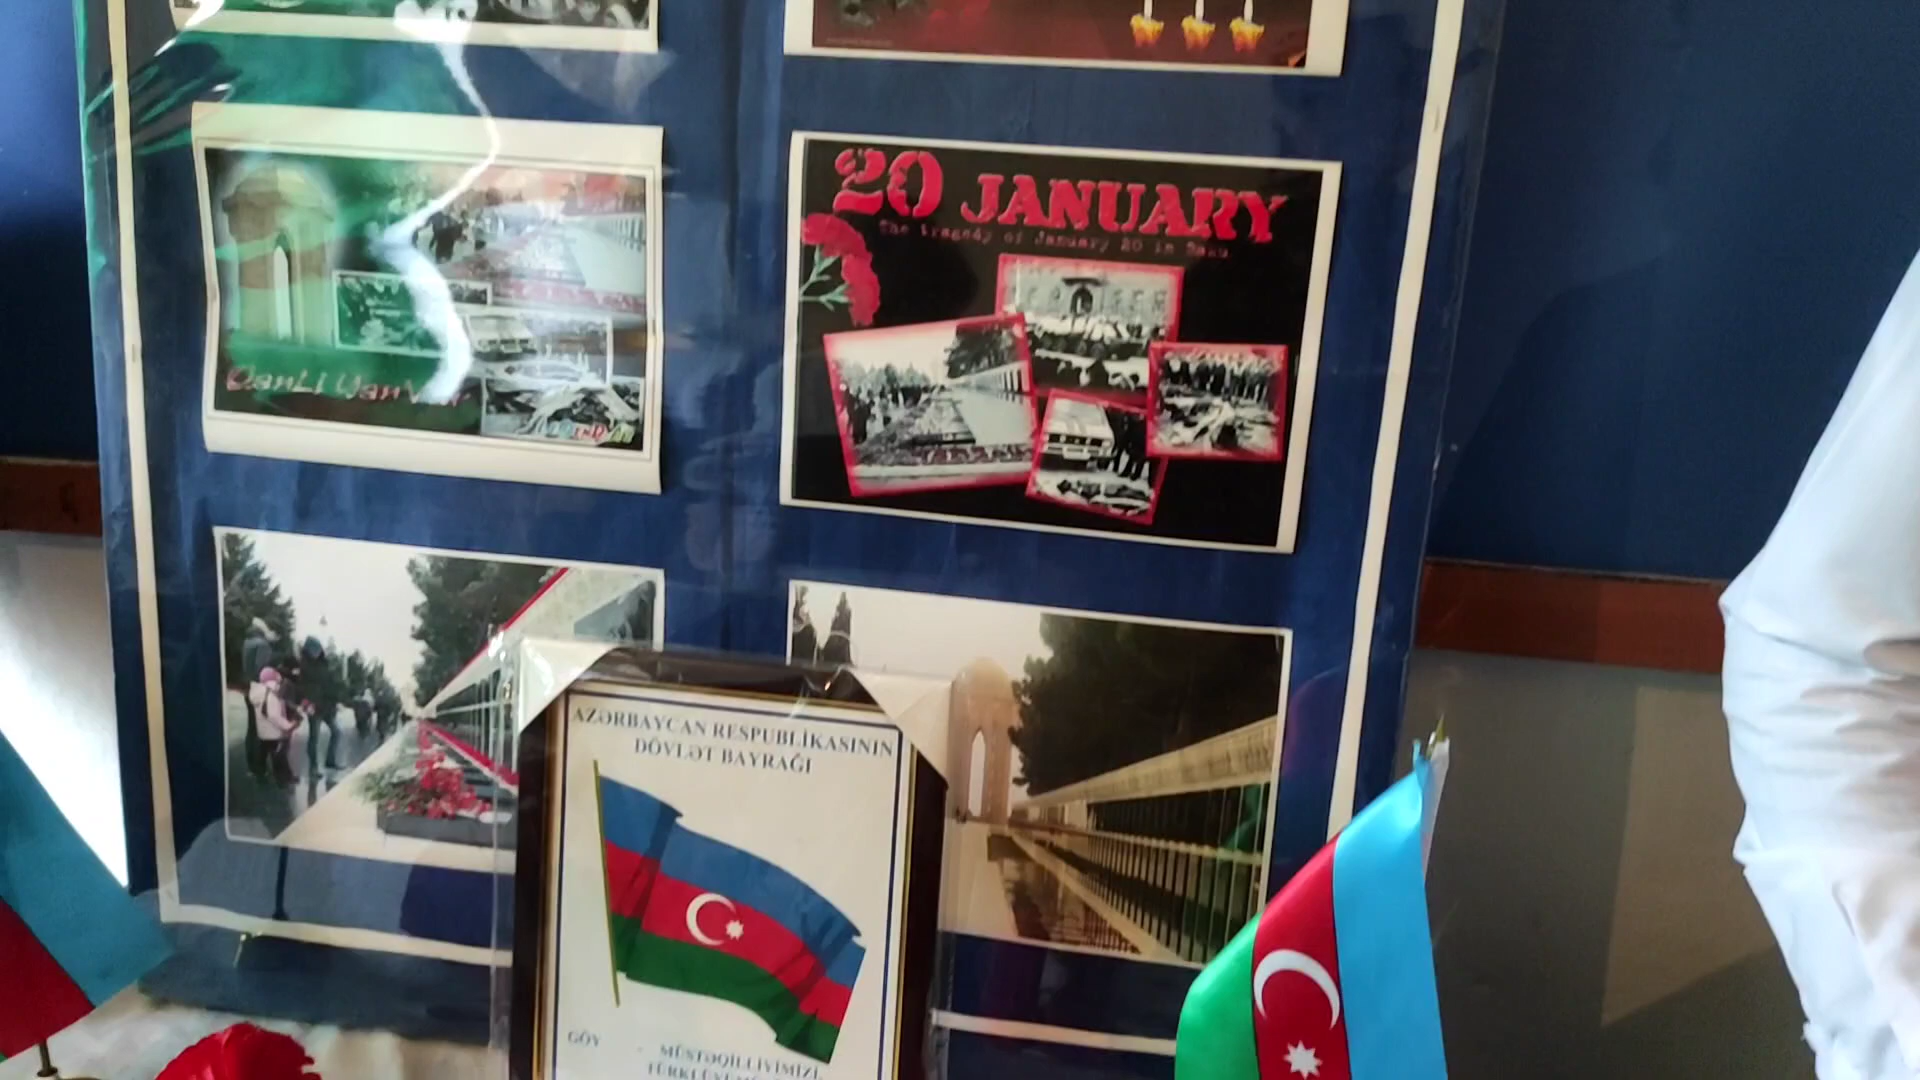 20 JANUARY
The tragedy of January 20 in Baku
QanLI YanVar
AZƏRBAYCAN RESPUBLİKASININ
DÖVLƏT BAYRAĞI
GÖY - MÜSTƏQİLLİYİMİZİ,